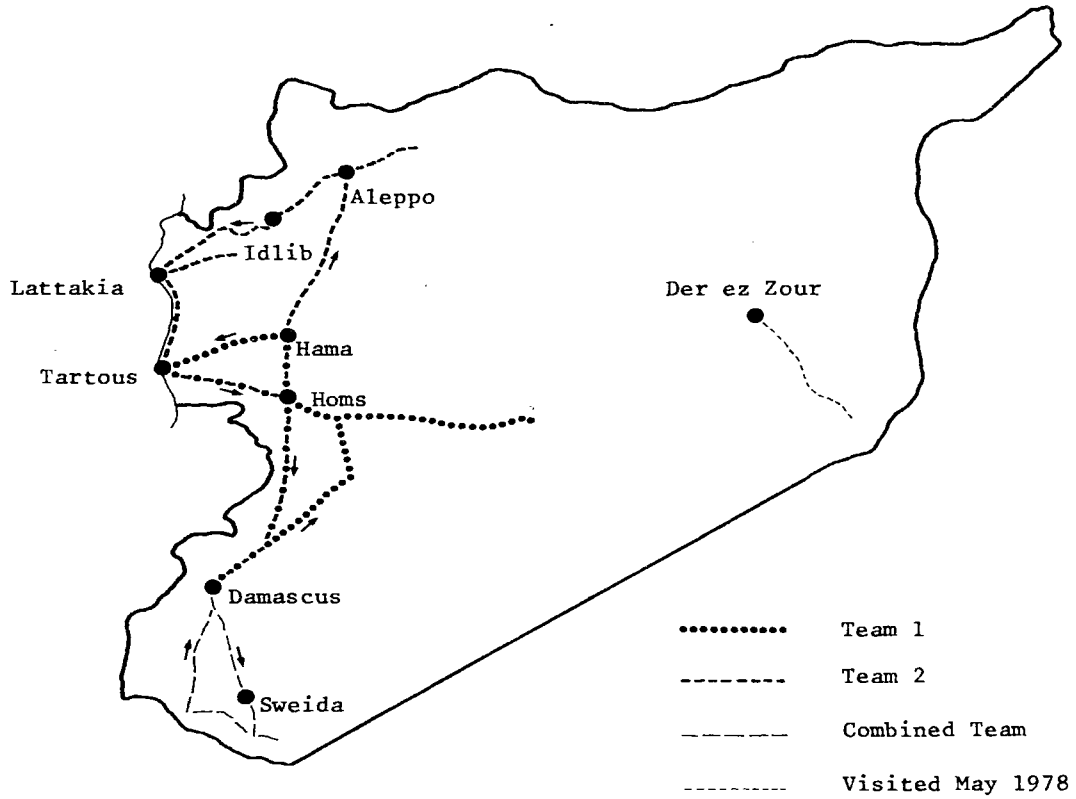 Aleppo
Idlib
Lattakia
Der ez Zour
Hama
Tartous
Homs
Damascus
Team 1
Team 2
Sweida
Combined Team
Visited May 1978